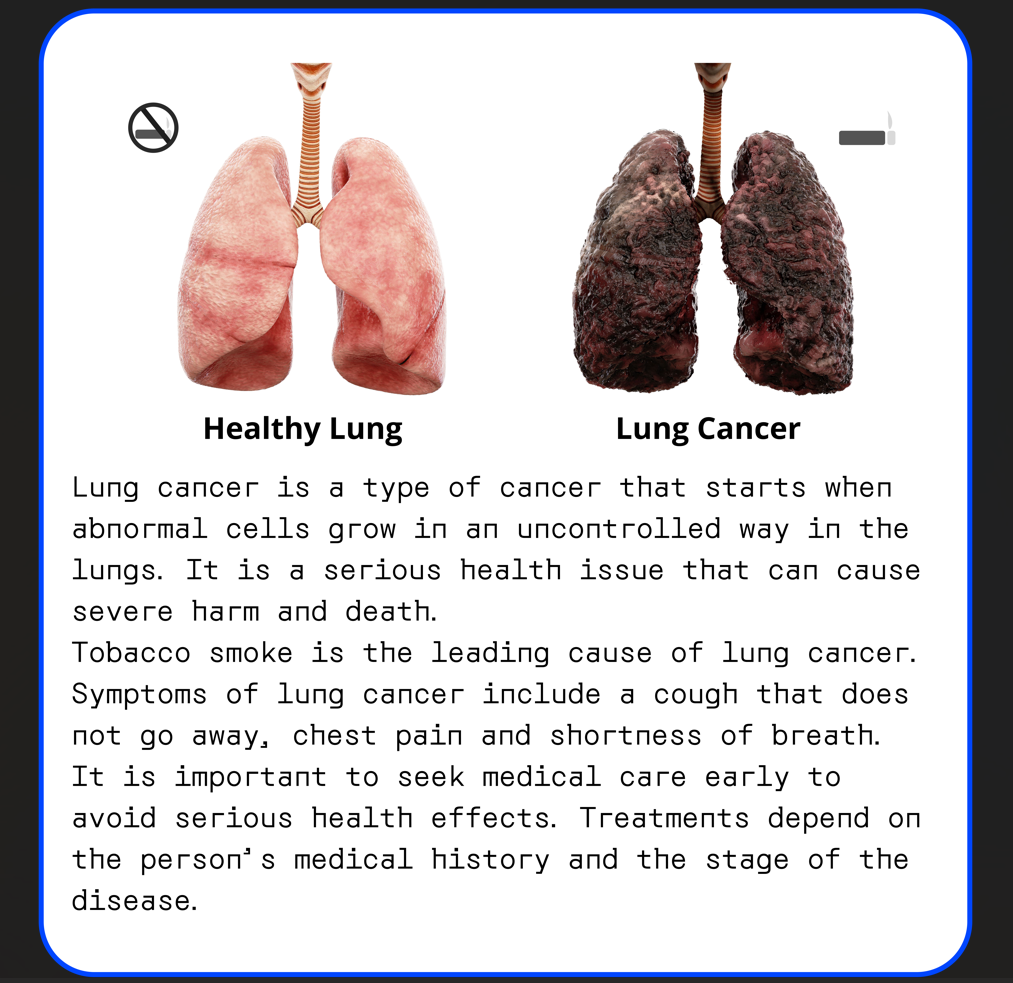 Healthy Lung
Lung Cancer
Lung cancer is a type of cancer that starts when
abnormal cells grow in an uncontrolled way in the
lungs. It is a serious health issue that can cause
severe harm and death.
Tobacco smoke is the leading cause of lung cancer.
Symptoms of lung cancer include a cough that does
not go away, chest pain and shortness of breath.
It is important to seek medical care early to
avoid serious health effects. Treatments depend on
the person's medical history and the stage of the
disease.